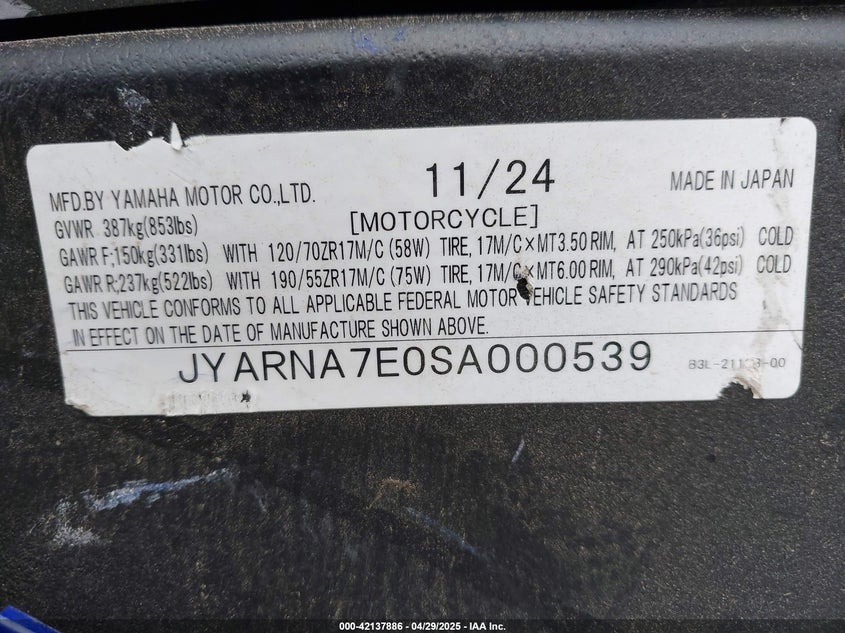 MFD.BY YAMAHA MOTOR CO.,LTD. 11/24 MADE IN JAPAN
GVWR 387kg(853lbs) [MOTORCYCLE]
GAWR F;150kg(331lbs) WITH 120/70ZR17M/C (58W) TIRE, 17M/C×MT3.50 RIM, AT 250kPa(36psi) COLD
GAWR R;237kg(522lbs) WITH 190/55ZR17M/C (75W) TIRE, 17M/C×MT6.00 RIM, AT 290kPa(42psi) COLD
THIS VEHICLE CONFORMS TO ALL APPLICABLE FEDERAL MOTOR VEHICLE SAFETY STANDARDS
IN EFFECT ON THE DATE OF MANUFACTURE SHOWN ABOVE.
JYARNA7E0SA000539
000-42137886 / 04/29/2025 - IAA Inc.